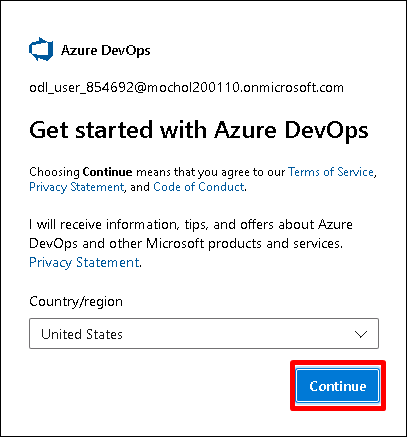 Azure DevOps
odl_user_854692@mochol200110.onmicrosoft.com
Get started with Azure DevOps
Choosing Continue means that you agree to our Terms of Service,
Privacy Statement, and Code of Conduct.
I will receive information, tips, and offers about Azure
DevOps and other Microsoft products and services.
Privacy Statement.
Country/region
United States
Continue